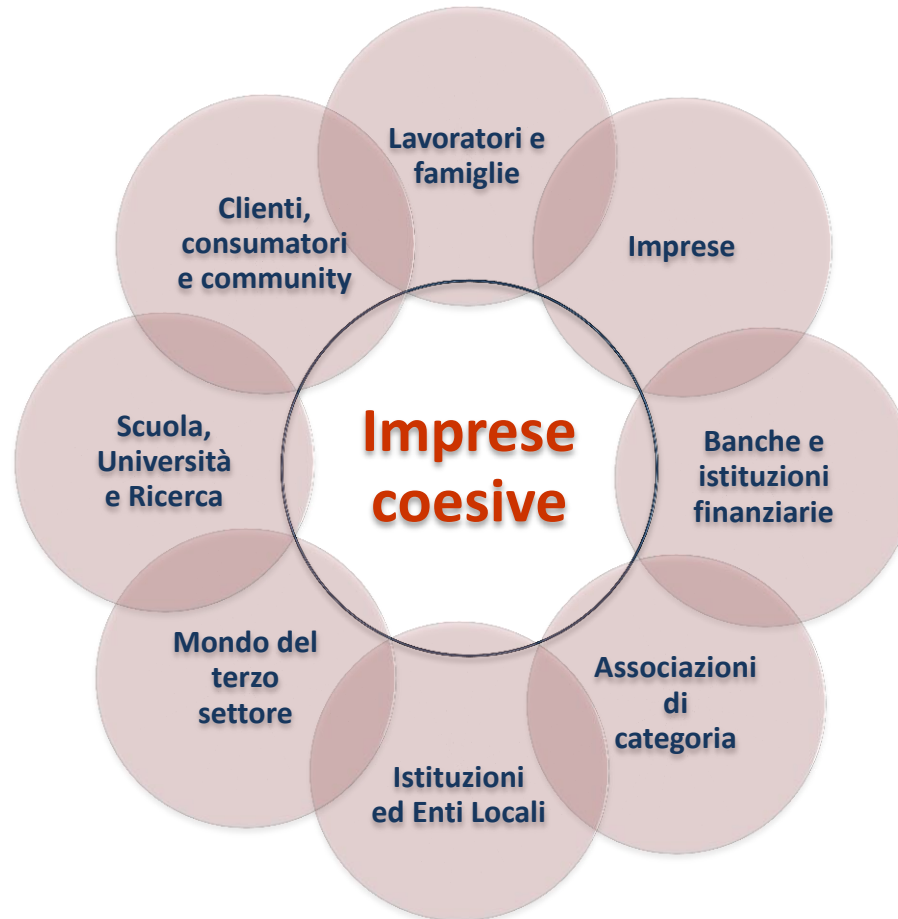 Lavoratori e
famiglie
Clienti,
consumatori
e community
Imprese
Imprese
coesive
Scuola,
Università
e Ricerca
Banche e
istituzioni
finanziarie
Mondo del
terzo
settore
Associazioni
di
categoria
Istituzioni
ed Enti Locali